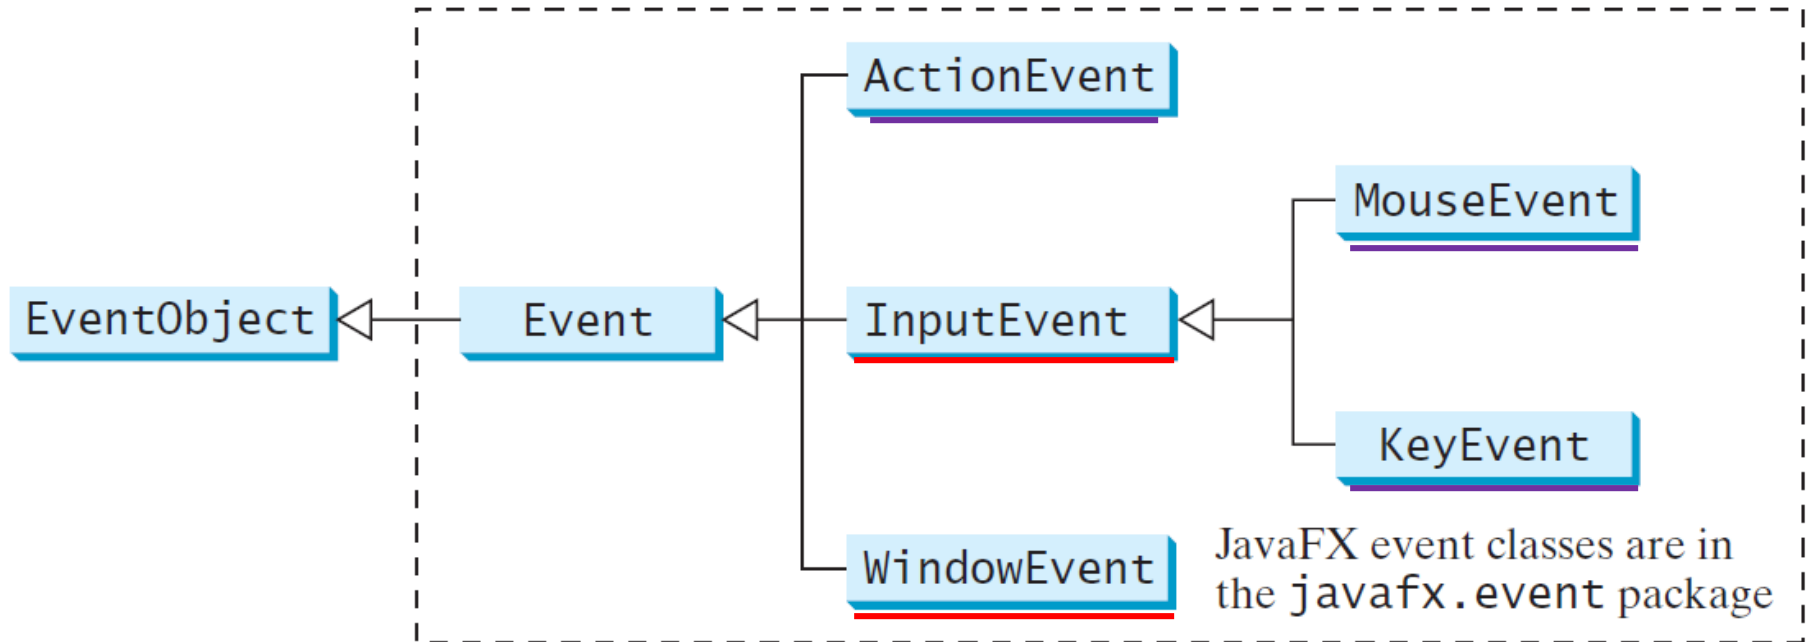 ActionEvent
MouseEvent
EventObject
Event
InputEvent
KeyEvent
WindowEvent
JavaFX event classes are in
the javafx.event package